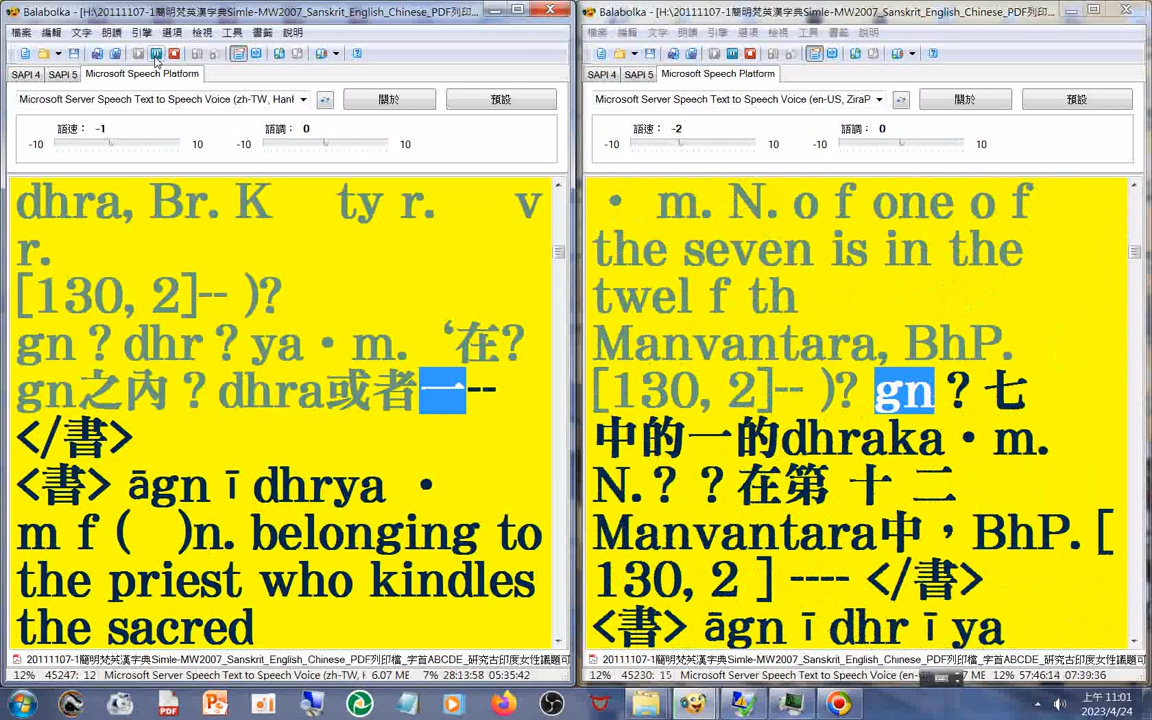 Balabolka - [H:\20111107-1簡明梵英漢字典Simle-MW2007_Sanskrit_English_Chinese_PDF列印...
檔案 編輯 文字 朗讀 引擎 選項 檢視 工具 書籤 說明
SAPI 4 SAPI 5 Microsoft Speech Platform
Microsoft Server Speech Text to Speech Voice (zh-TW, Hanl
關於 預設
語速： -1 語調： 0
-10 10 -10 10
dhra, Br. K ty r. v
r.
[130, 2]-- )?
gn？dhr？ya・m.‘在？
gn之內？dhra或者一--
</書>
<書> āgn ī dhrya ・
m f ( )n. belonging to
the priest who kindles
the sacred
20111107-1簡明梵英漢字典Simle-MW2007_Sanskrit_English_Chinese_PDF列印檔_字首ABCDE_研究古印度女性議題可
12% 45247: 12 Microsoft Server Speech Text to Speech Voice (zh-TW, H 6.07 ME 7% 28:13:58 05:35:42
Balabolka - [H:\20111107-1簡明梵英漢字典Simle-MW2007_Sanskrit_English_Chinese_PDF列印...
檔案 編輯 文字 朗讀 引擎 選項 檢視 工具 書籤 說明
SAPI 4 SAPI 5 Microsoft Speech Platform
Microsoft Server Speech Text to Speech Voice (en-US, ZiraP
關於 預設
語速： -2 語調： 0
-10 10 -10 10
・ m. N. o f one o f
the seven is in the
twel f th
Manvantara, BhP.
[130, 2]-- )? gn？七
中的一的dhraka・m.
N.？？在第 十 二
Manvantara中，BhP. [
130, 2 ] ---- </書>
<書> āgn ī dhr ī ya
20111107-1簡明梵英漢字典Simle-MW2007_Sanskrit_English_Chinese_PDF列印檔_字首ABCDE_研究古印度女性議題可
12% 45230: 15 Microsoft Server Speech Text to Speech Voice (en- 12% 57:46:14 07:39:36
PDF
上午 11:01
2023/4/24